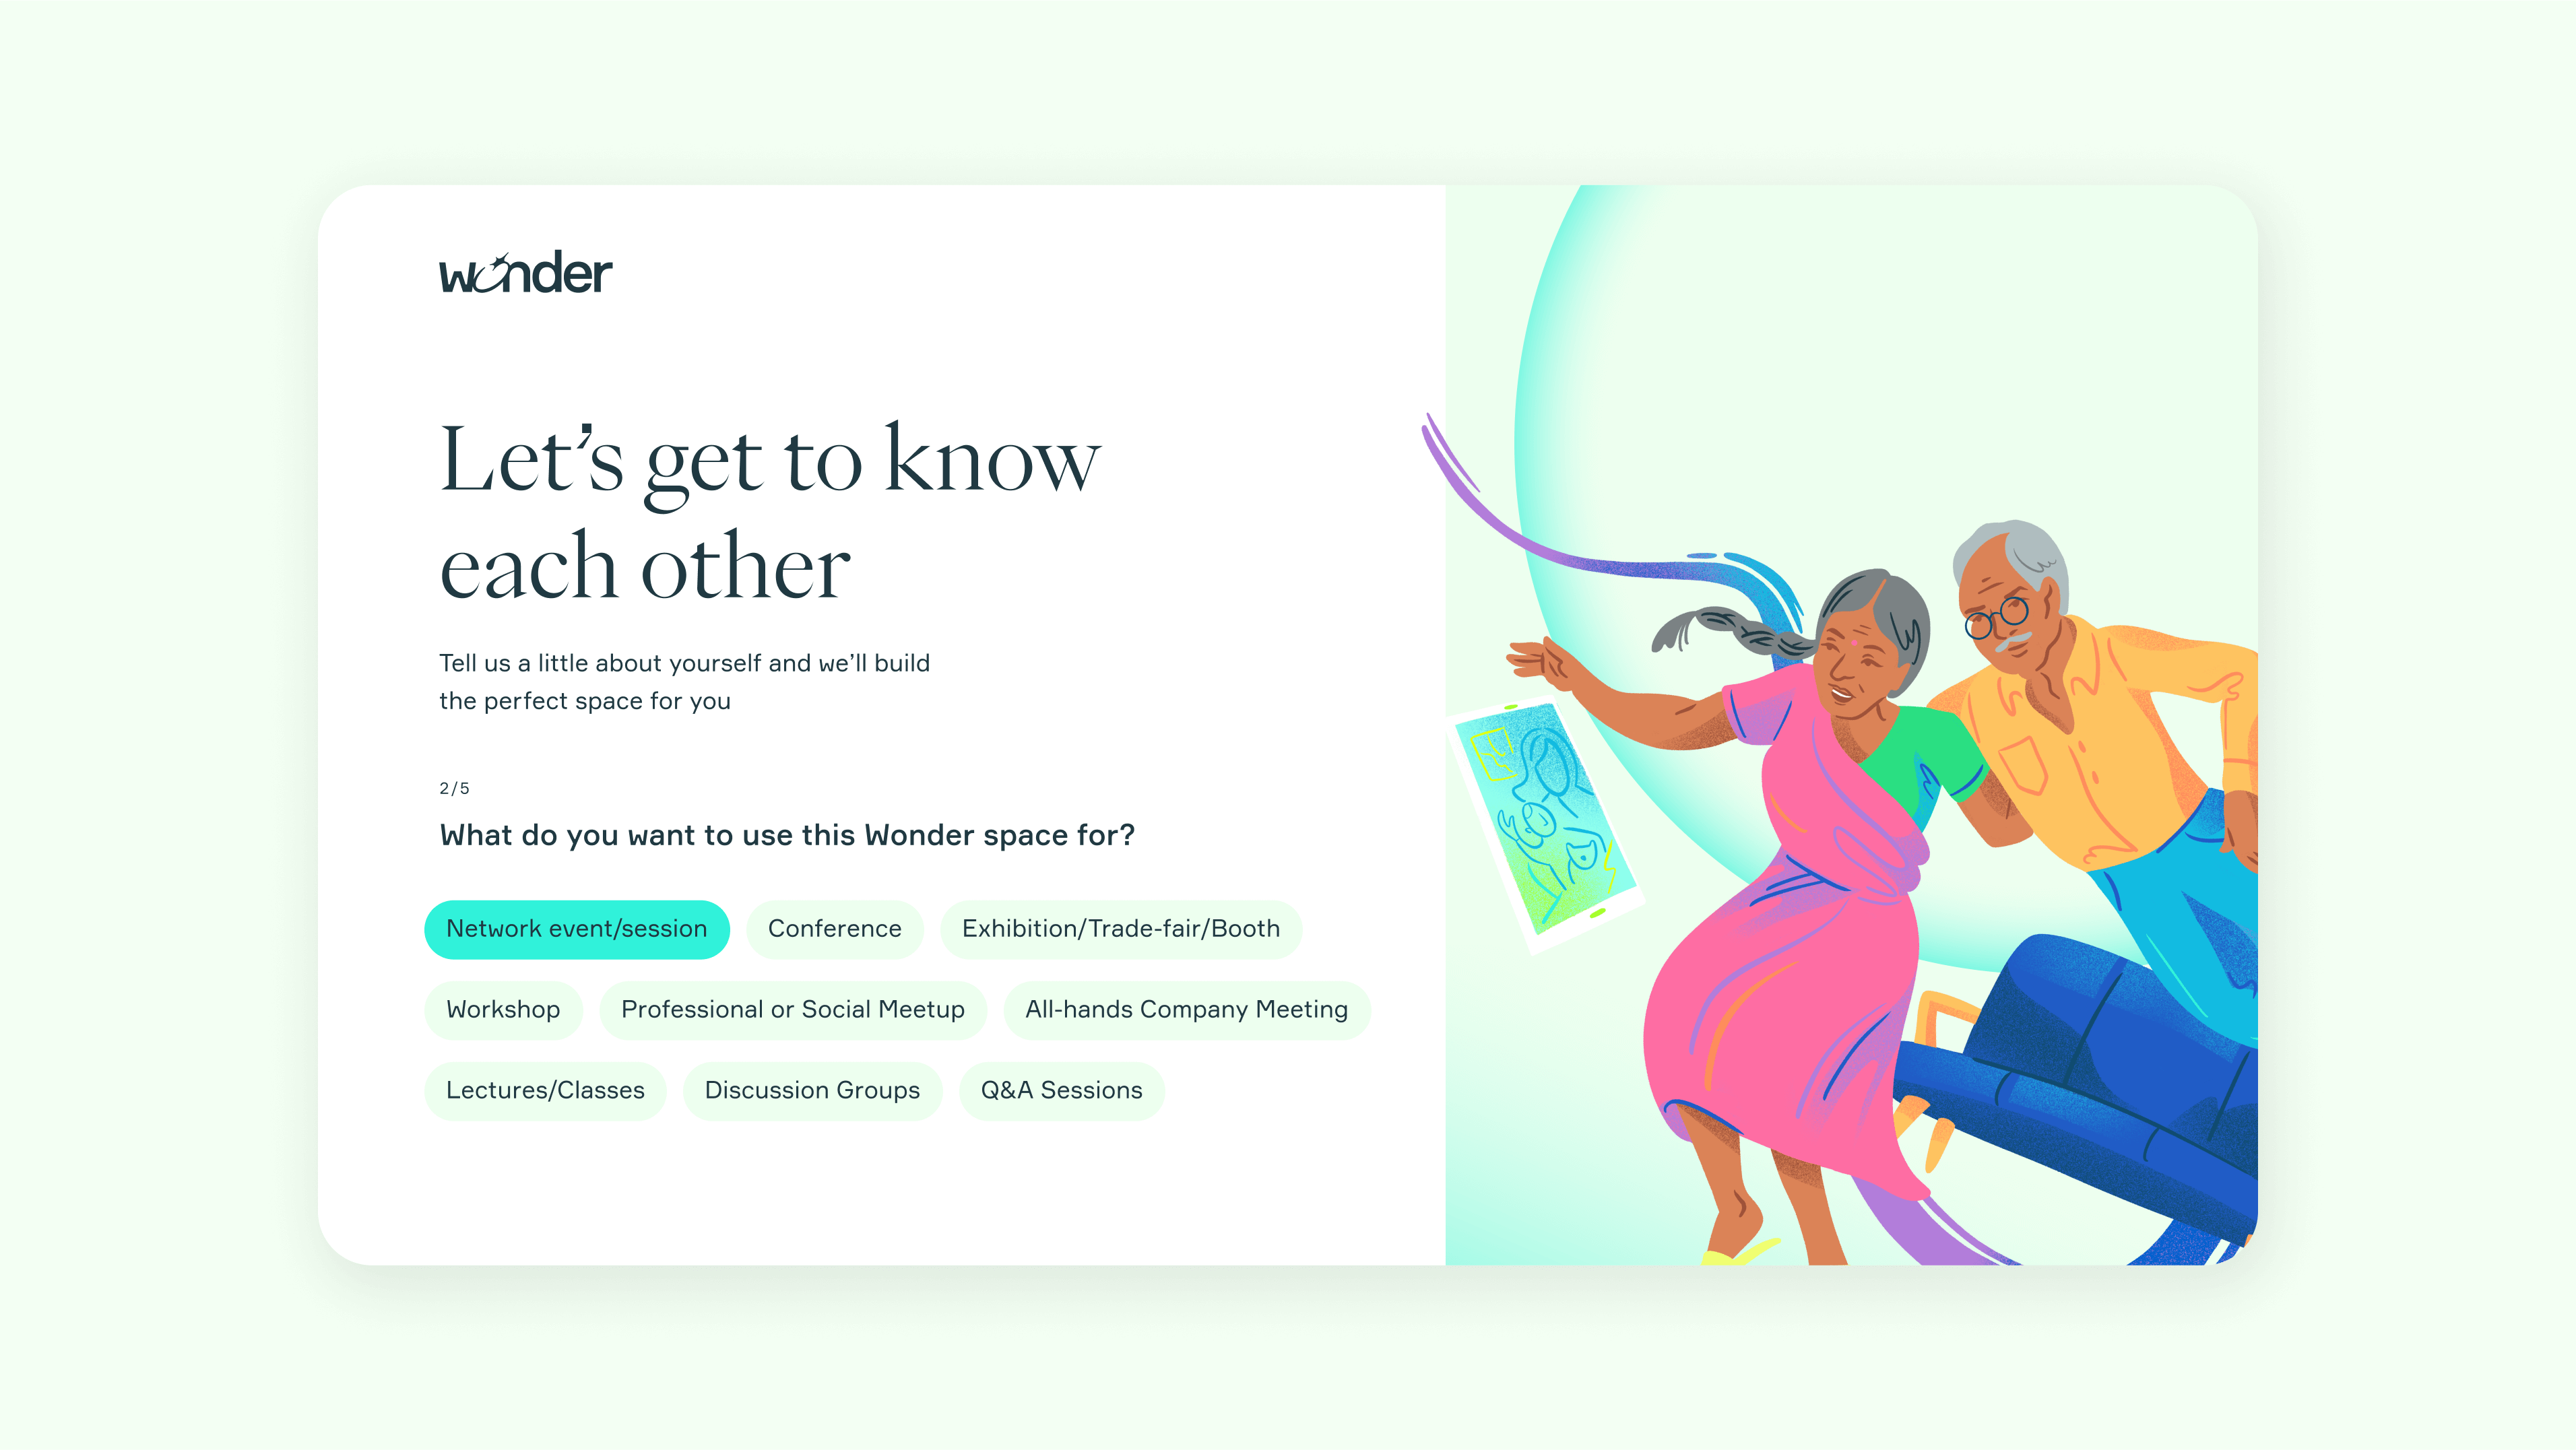 wonder
Let’s get to know
each other
Tell us a little about yourself and we’ll build
the perfect space for you
2/5
What do you want to use this Wonder space for?
Network event/session Conference Exhibition/Trade-fair/Booth
Workshop Professional or Social Meetup All-hands Company Meeting
Lectures/Classes Discussion Groups Q&A Sessions